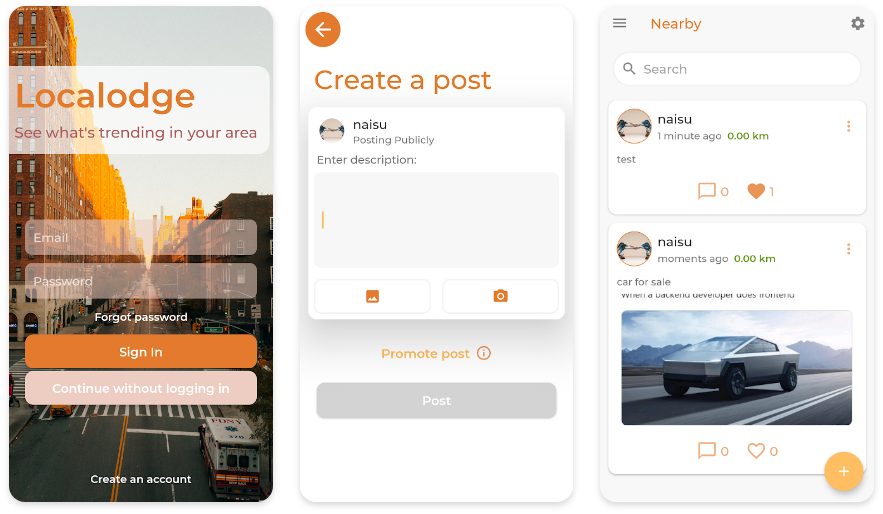 Localodge
See what's trending in your area
Email
Password
Forgot password
Sign In
Continue without logging in
Create an account
Create a post
naisu
Posting Publicly
Enter description:
Promote post
Post
Nearby
Search
naisu
1 minute ago 0.00 km
test
0 1
naisu
moments ago 0.00 km
car for sale
When a backend developer does frontend
0 0